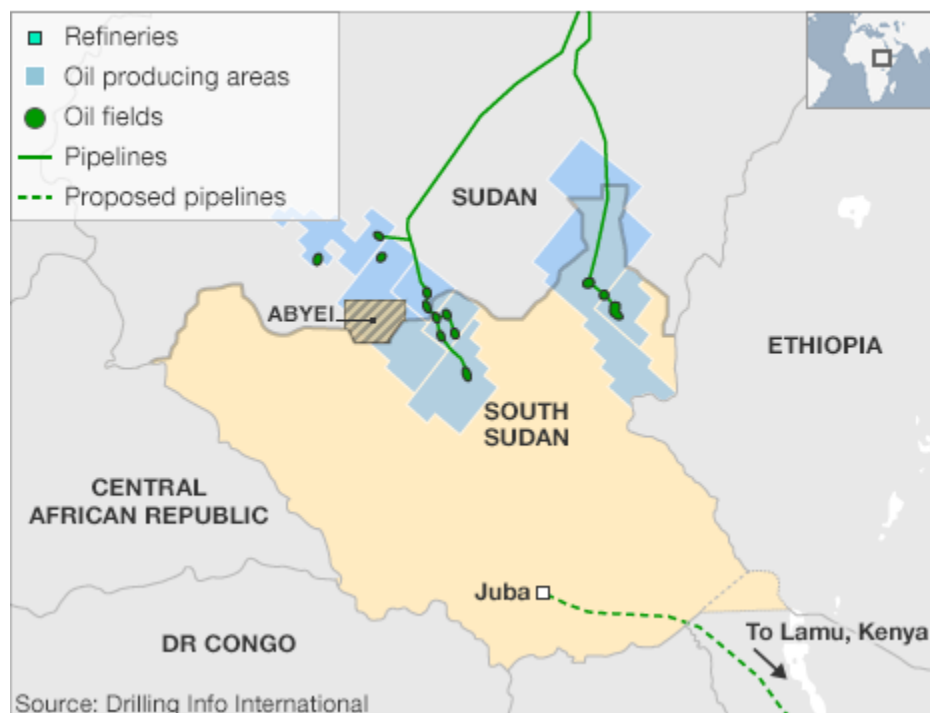 Refineries
Oil producing areas
Oil fields
Pipelines
Proposed pipelines
SUDAN
ABYEI
ETHIOPIA
SOUTH
SUDAN
CENTRAL
AFRICAN REPUBLIC
Juba
To Lamu, Kenya
DR CONGO
Source: Drilling Info International